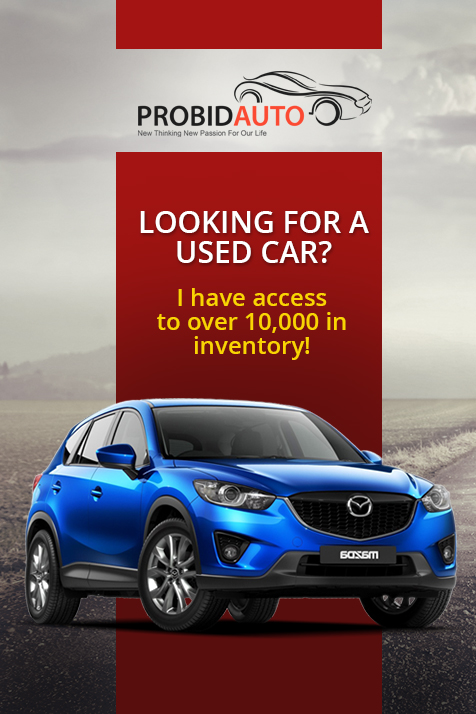 PROBIDAUTO
New Thinking New Passion For Our Life
LOOKING FOR A
USED CAR?
I have access
to over 10,000 in
inventory!
mazda